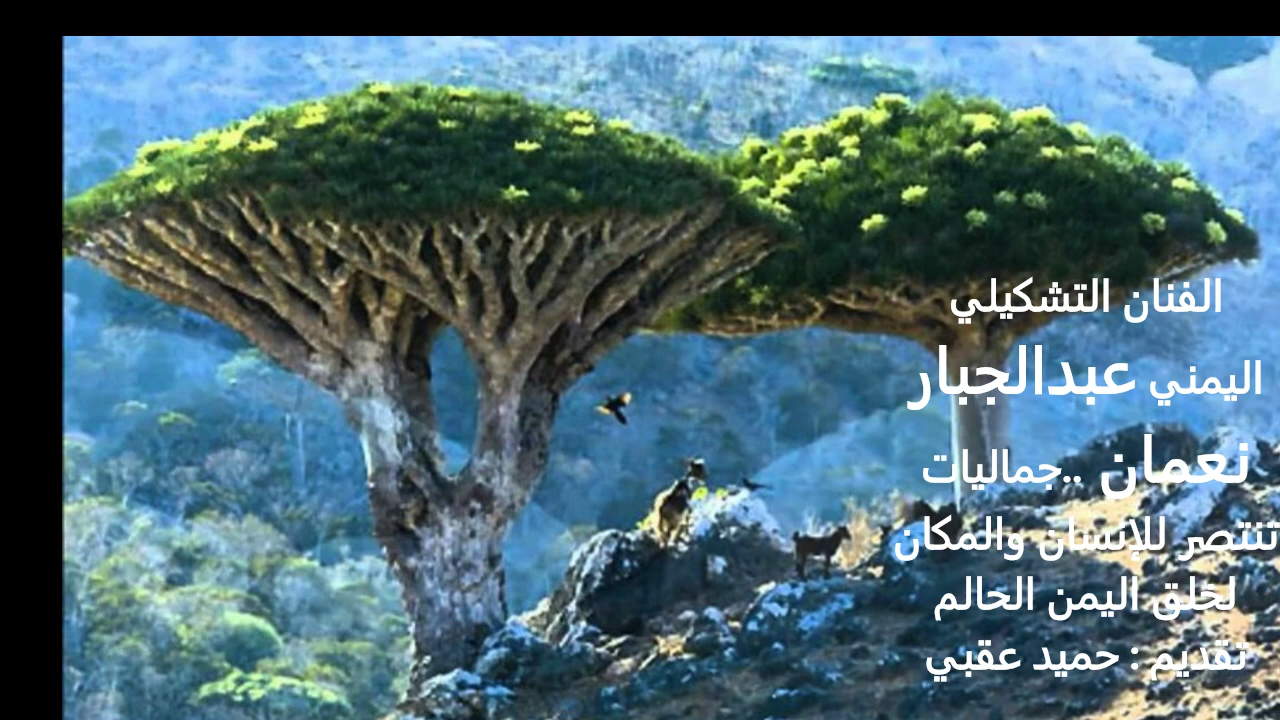 الفنان التشكيلي
اليمني عبدالجبار
نعمان ..جماليات
تنتصر للإنسان والمكان
لخلق اليمن الحالم
تقديم : حميد عقبي